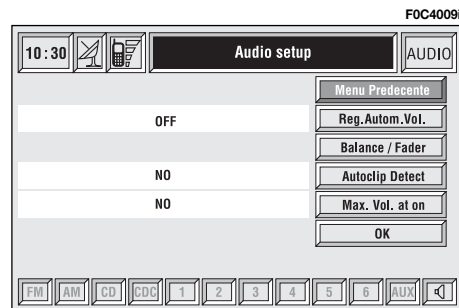 F0C4009i
10:30 Audio setup AUDIO
Menu Predecente
OFF Reg.Autom.Vol.
Balance / Fader
NO Autoclip Detect
NO Max. Vol. at on
OK
FM AM CD CDC 1 2 3 4 5 6 AUX